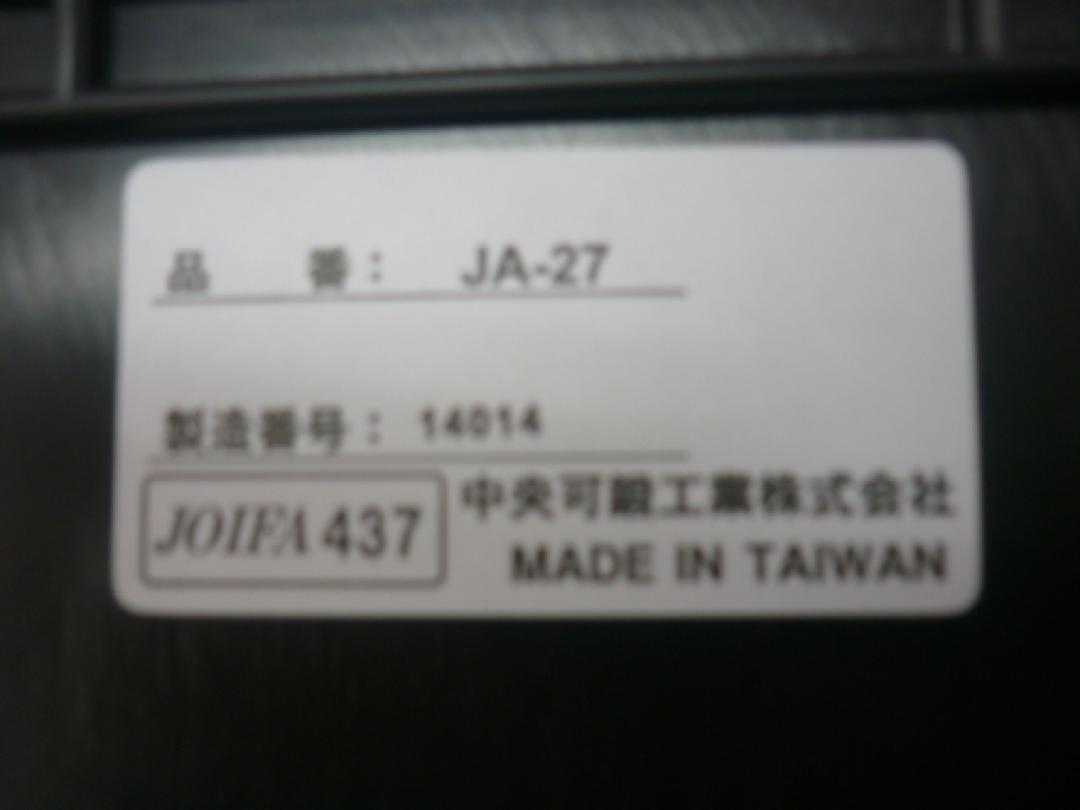 品 番： JA-27
製造番号： 14014
JOIFA 437
中央可鍛工業株式会社
MADE IN TAIWAN